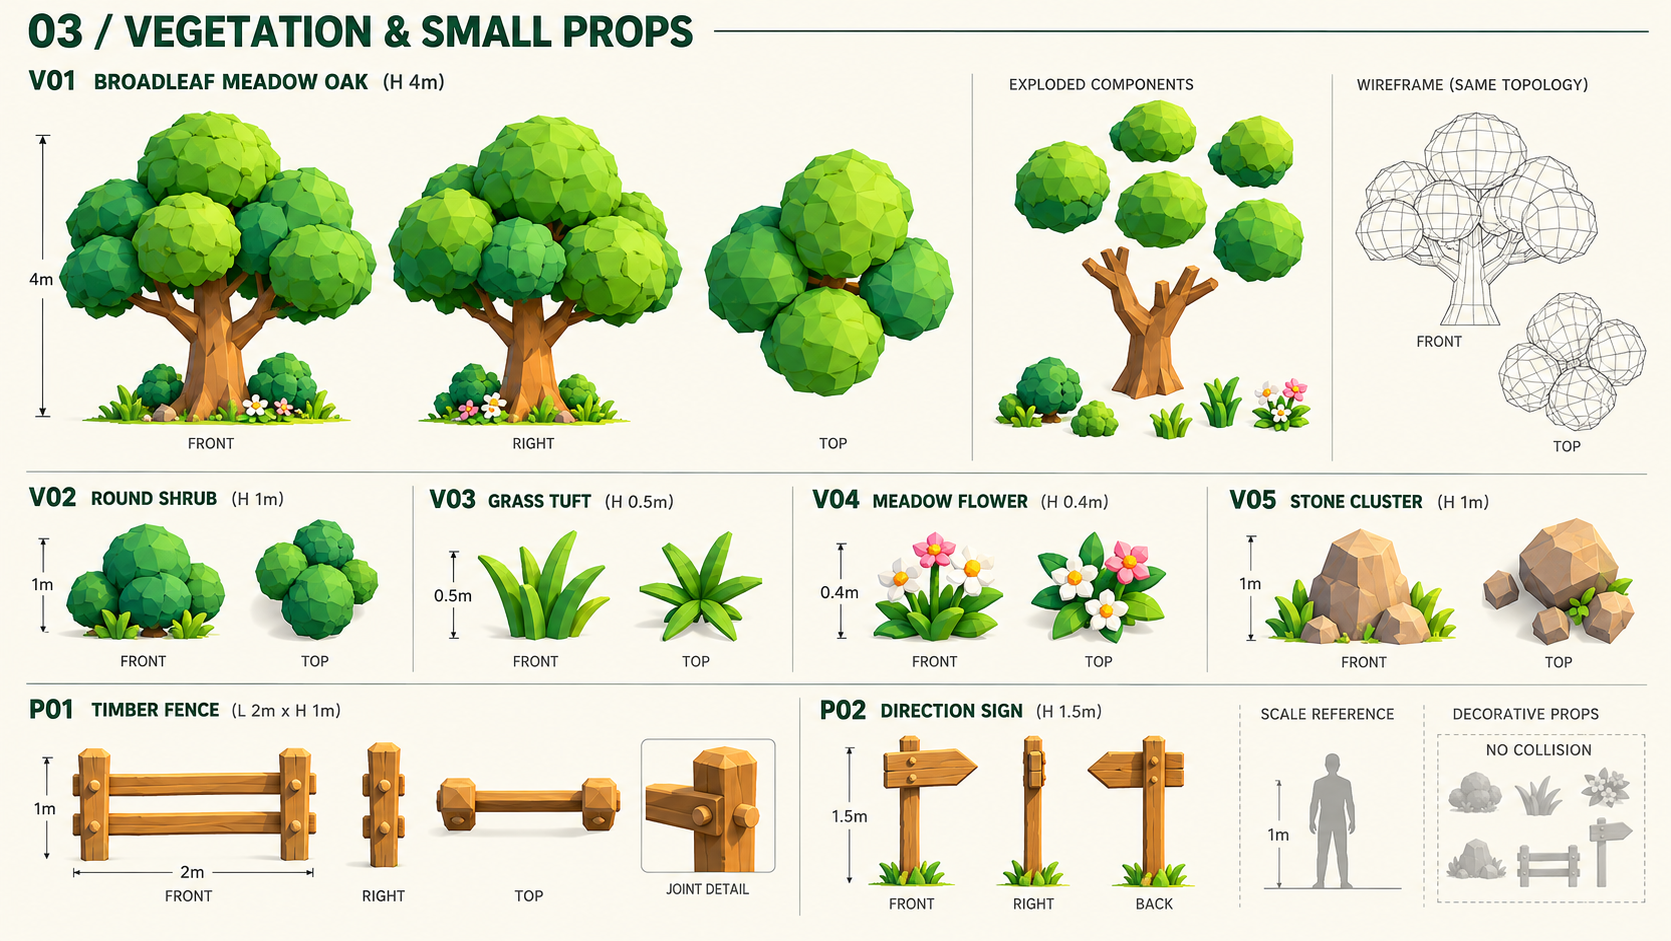 03 / VEGETATION & SMALL PROPS
V01 BROADLEAF MEADOW OAK (H 4m)
EXPLODED COMPONENTS
WIREFRAME (SAME TOPOLOGY)
4m
FRONT
RIGHT
TOP
FRONT
TOP
V02 ROUND SHRUB (H 1m)
1m
FRONT
TOP
V03 GRASS TUFT (H 0.5m)
0.5m
FRONT
TOP
V04 MEADOW FLOWER (H 0.4m)
0.4m
FRONT
TOP
V05 STONE CLUSTER (H 1m)
1m
FRONT
TOP
P01 TIMBER FENCE (L 2m x H 1m)
1m
2m
FRONT
RIGHT
TOP
JOINT DETAIL
P02 DIRECTION SIGN (H 1.5m)
1.5m
FRONT
RIGHT
BACK
SCALE REFERENCE
1m
DECORATIVE PROPS
NO COLLISION